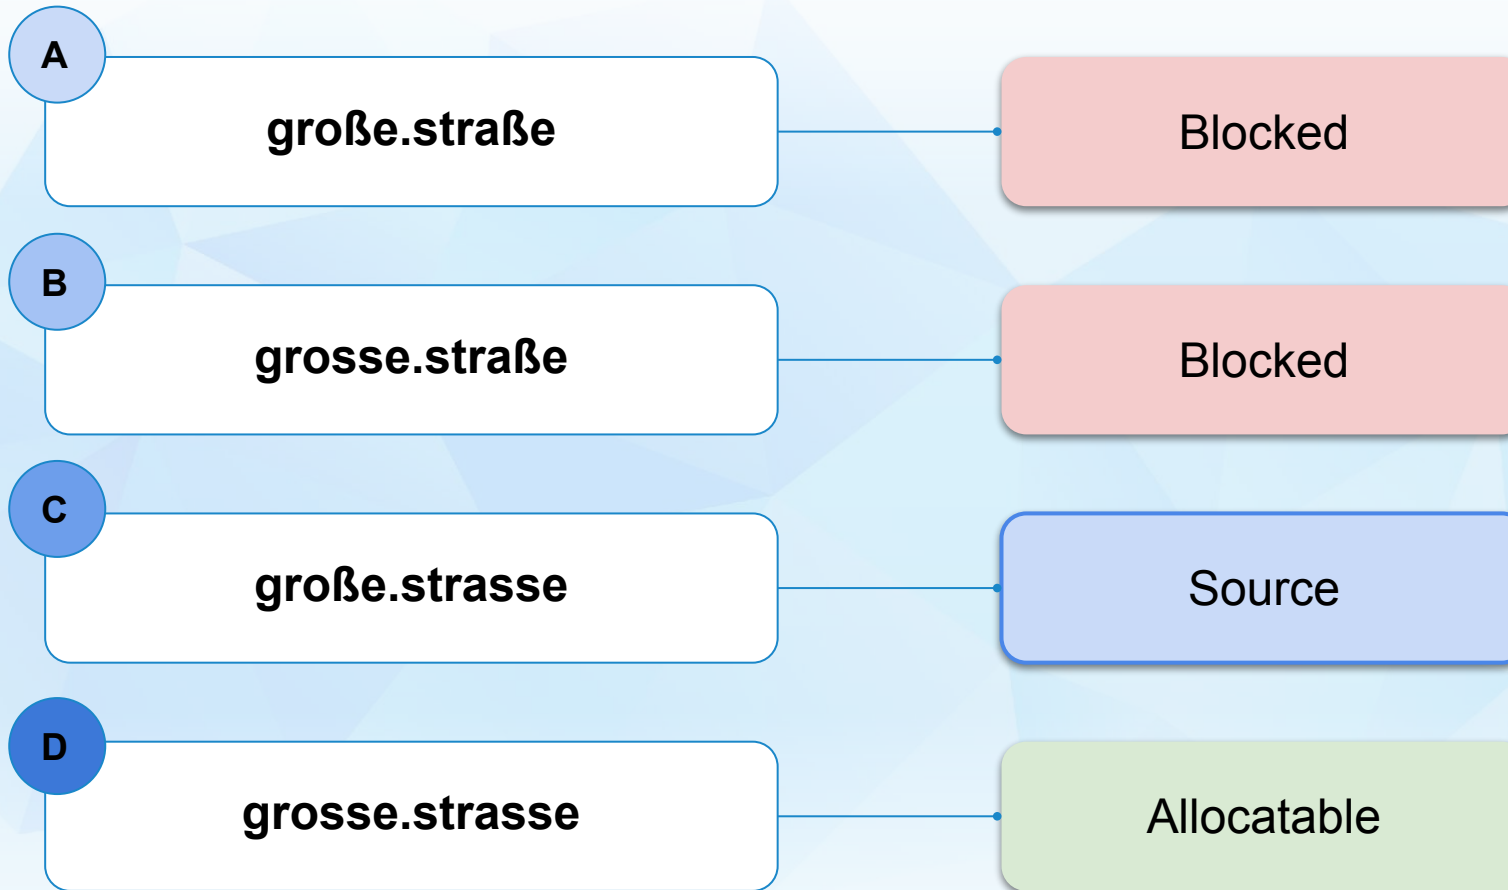 A
große.straße
Blocked
B
grosse.straße
Blocked
C
große.strasse
Source
D
grosse.strasse
Allocatable